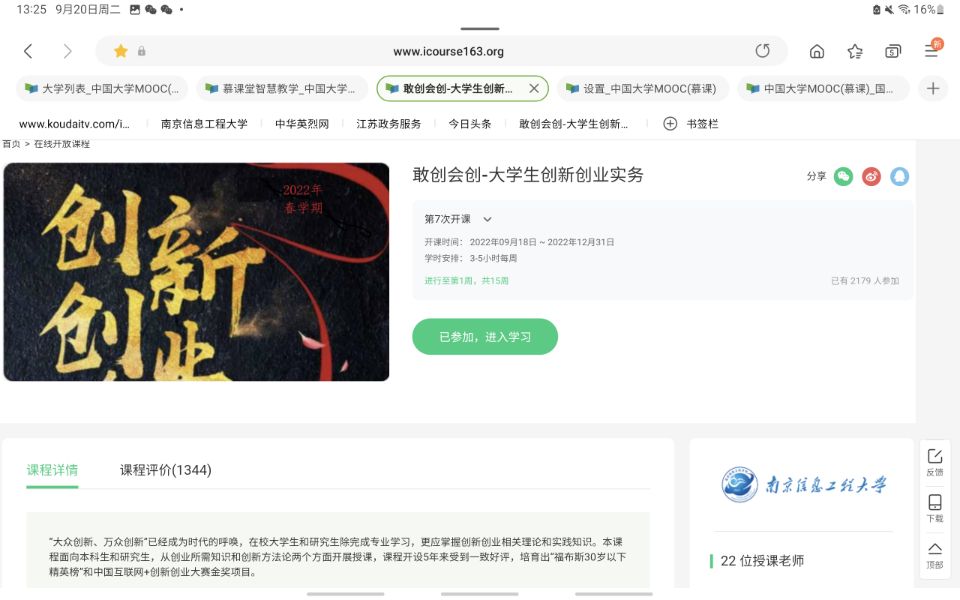 13:25 9月20日周二
16%
www.icourse163.org
新
5
大学列表_中国大学MOOC(...
慕课堂智慧教学_中国大学...
敢创会创-大学生创新...
设置_中国大学MOOC(慕课)
中国大学MOOC(慕课)_国...
www.koudaitv.com/i...
南京信息工程大学
中华英烈网
江苏政务服务
今日头条
敢创会创-大学生创新...
书签栏
首页 > 在线开放课程
2022年
春学期
创新
创业
敢创会创-大学生创新创业实务
分享
第7次开课
开课时间: 2022年09月18日 ~ 2022年12月31日
学时安排: 3-5小时每周
进行至第1周，共15周
已有 2179 人参加
已参加，进入学习
课程详情
课程评价(1344)
“大众创新、万众创新”已经成为时代的呼唤，在校大学生和研究生除完成专业学习，更应掌握创新创业相关理论和实践知识。本课
程面向本科生和研究生，从创业所需知识和创新方法论两个方面开展授课，课程开设5年来受到一致好评，培育出“福布斯30岁以下
精英榜”和中国互联网+创新创业大赛金奖项目。
南京信息工程大学
22 位授课老师
反馈
下载
顶部